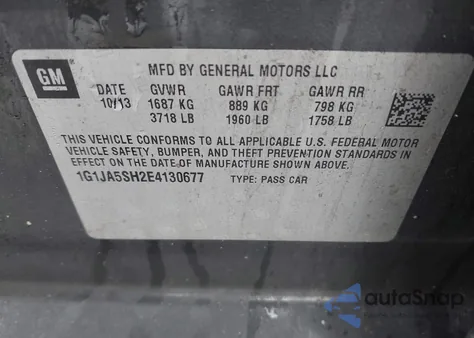 GM
MFD BY GENERAL MOTORS LLC
DATE GVWR GAWR FRT GAWR RR
10/13 1687 KG 889 KG 798 KG
3718 LB 1960 LB 1758 LB
THIS VEHICLE CONFORMS TO ALL APPLICABLE U.S. FEDERAL MOTOR
VEHICLE SAFETY, BUMPER, AND THEFT PREVENTION STANDARDS IN
EFFECT ON THE DATE OF MANUFACTURE SHOWN ABOVE.
1G1JA5SH2E4130677 TYPE: PASS CAR
autoSnap